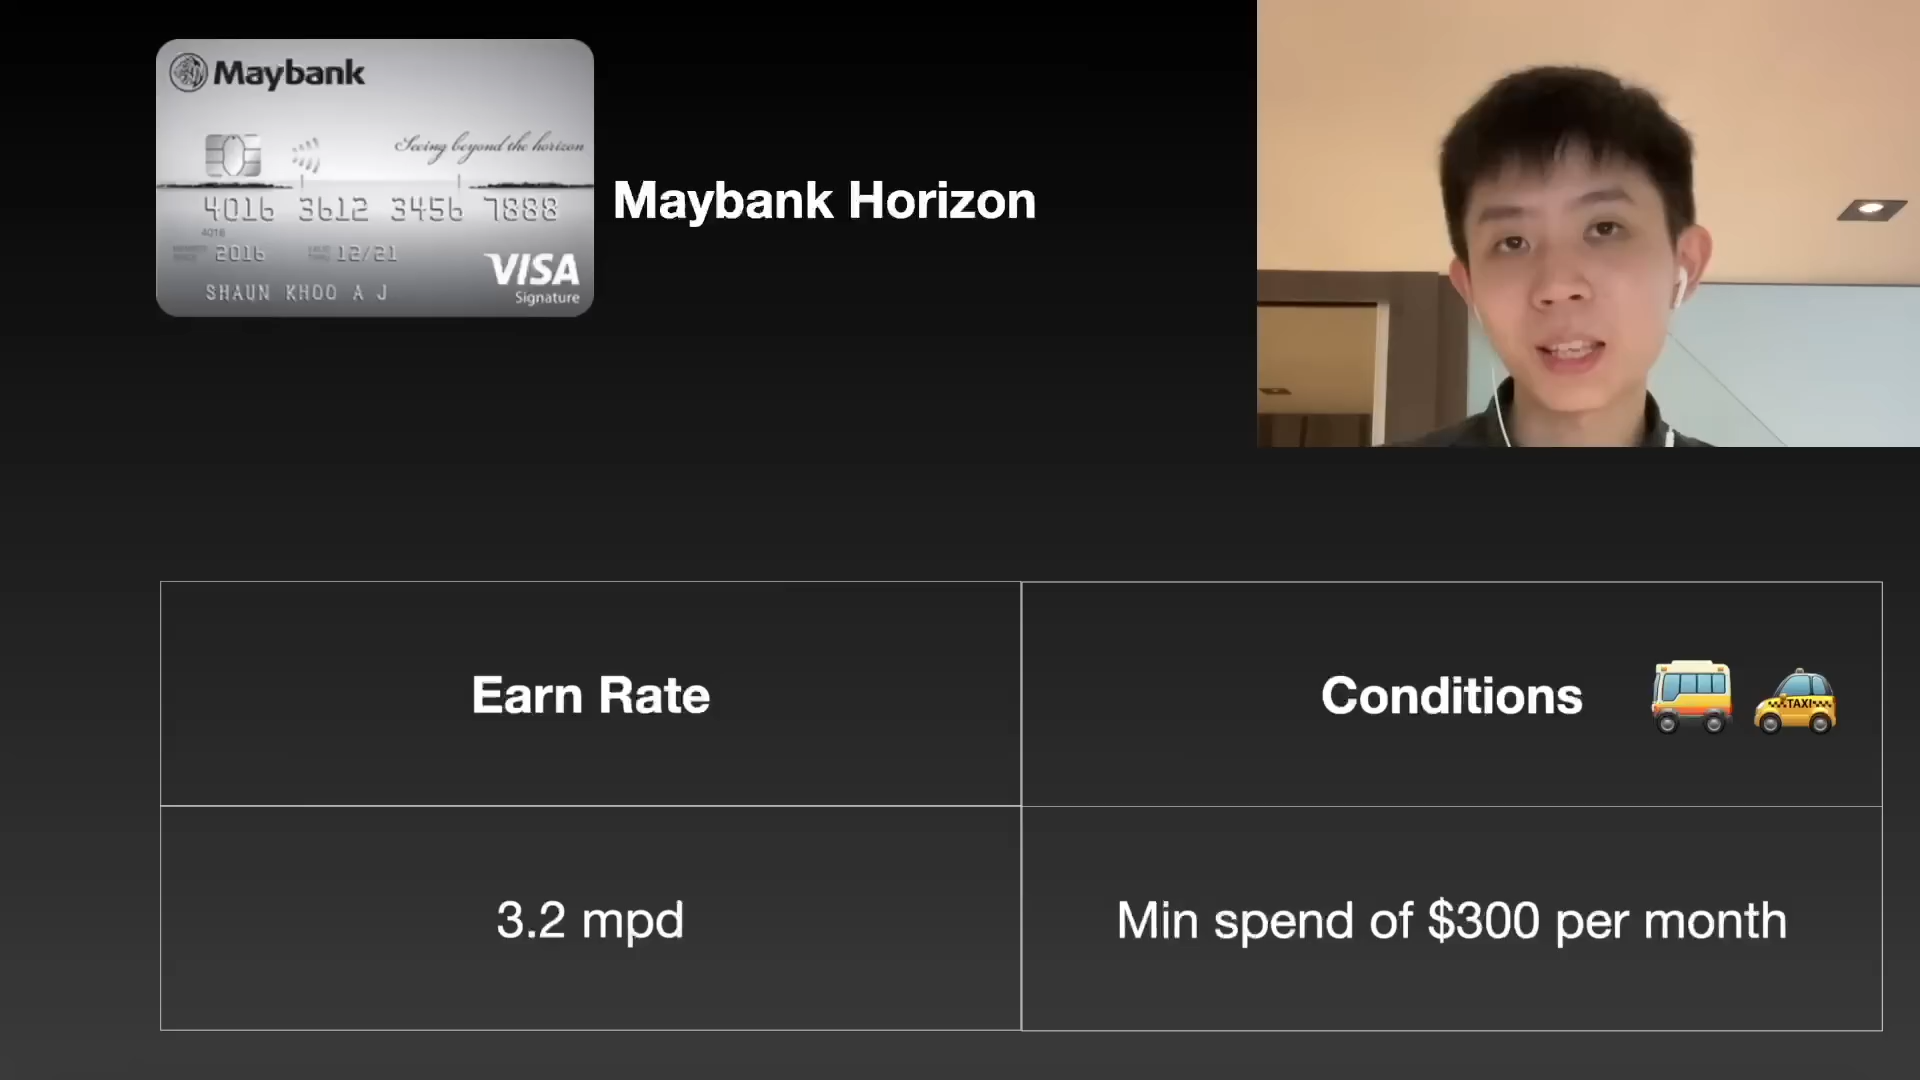 Maybank
Seeing beyond the horizon
4016 3612 3456 7888
4016
2016 12/21
SHAUN KHOO A J
VISA
Signature
Maybank Horizon
Earn Rate
Conditions
TAXI
3.2 mpd
Min spend of $300 per month